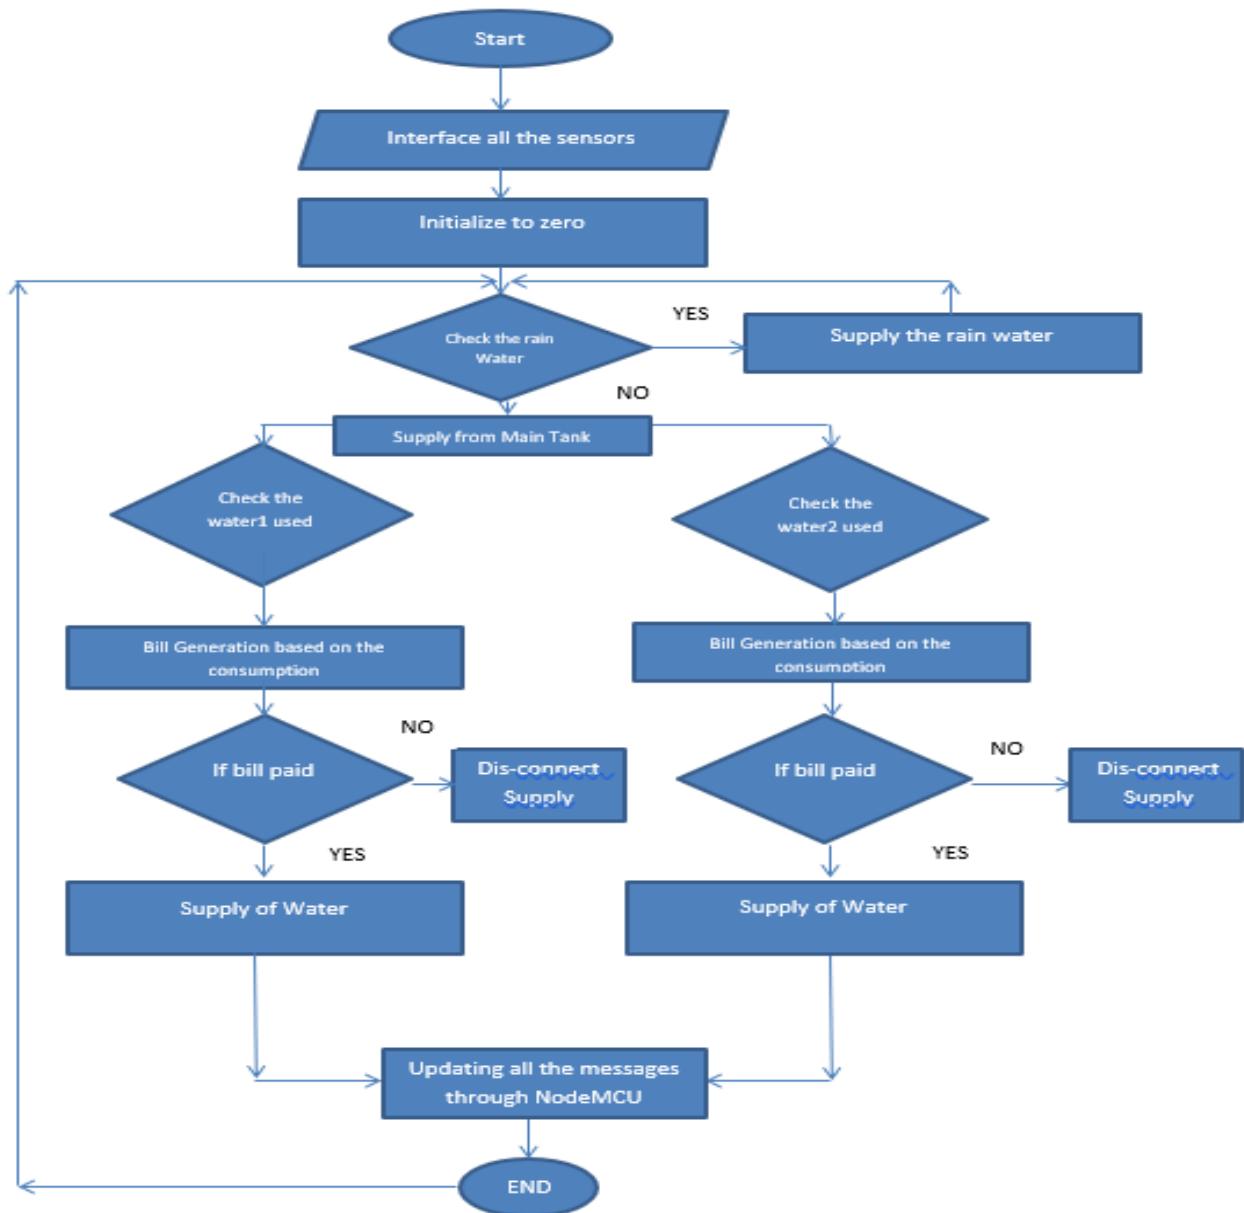 Start
Interface all the sensors
Initialize to zero
YES
Check the rain
Water
Supply the rain water
NO
Supply from Main Tank
Check the
water1 used
Check the
water2 used
Bill Generation based on the
consumption
Bill Generation based on the
consumption
NO
If bill paid
Dis-connect
Supply
NO
If bill paid
Dis-connect
Supply
YES
YES
Supply of Water
Supply of Water
Updating all the messages
through NodeMCU
END